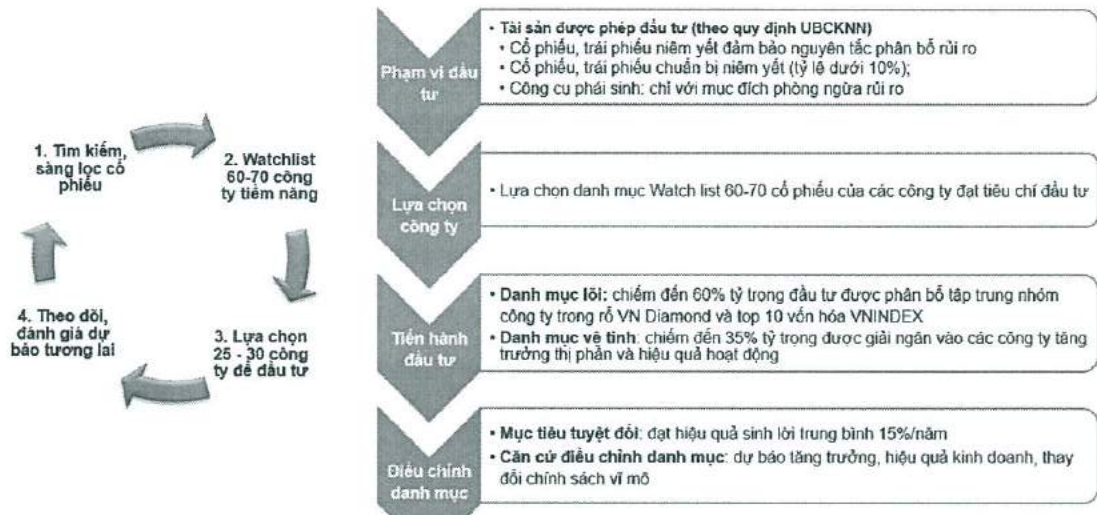 1. Tìm kiếm,
sàng lọc cổ
phiếu
2. Watchlist
60-70 công
ty tiềm năng
3. Lựa chọn
25 - 30 công
ty để đầu tư
4. Theo dõi,
đánh giá dự
báo tương lai
Phạm vi đầu
tư
• Tài sản được phép đầu tư (theo quy định UBCKNN)
• Cổ phiếu, trái phiếu niêm yết đảm bảo nguyên tắc phân bổ rủi ro
• Cổ phiếu, trái phiếu chuẩn bị niêm yết (tỷ lệ dưới 10%);
• Công cụ phái sinh: chỉ với mục đích phòng ngừa rủi ro
Lựa chọn
công ty
• Lựa chọn danh mục Watch list 60-70 cổ phiếu của các công ty đạt tiêu chí đầu tư
Tiến hành
đầu tư
• Danh mục lõi: chiếm đến 60% tỷ trọng đầu tư được phân bổ tập trung nhóm
công ty trong rổ VN Diamond và top 10 vốn hóa VNINDEX
• Danh mục vệ tinh: chiếm đến 35% tỷ trọng được giải ngân vào các công ty tăng
trưởng thị phần và hiệu quả hoạt động
Điều chỉnh
danh mục
• Mục tiêu tuyệt đối: đạt hiệu quả sinh lời trung bình 15%/năm
• Căn cứ điều chỉnh danh mục: dự báo tăng trưởng, hiệu quả kinh doanh, thay
đổi chính sách vĩ mô